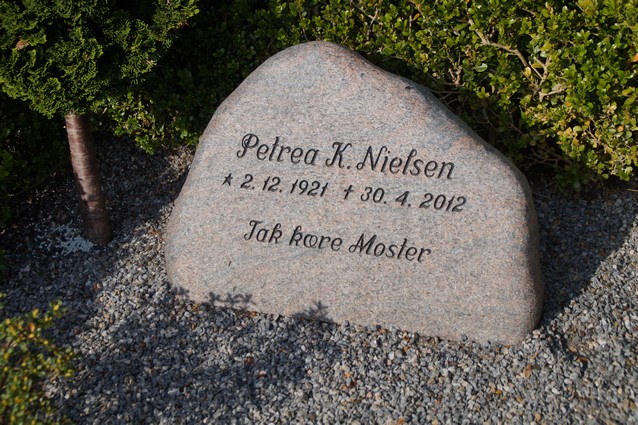 Petrea K. Nielsen
★ 2. 12. 1921 ✝ 30. 4. 2012
Tak kære Moster